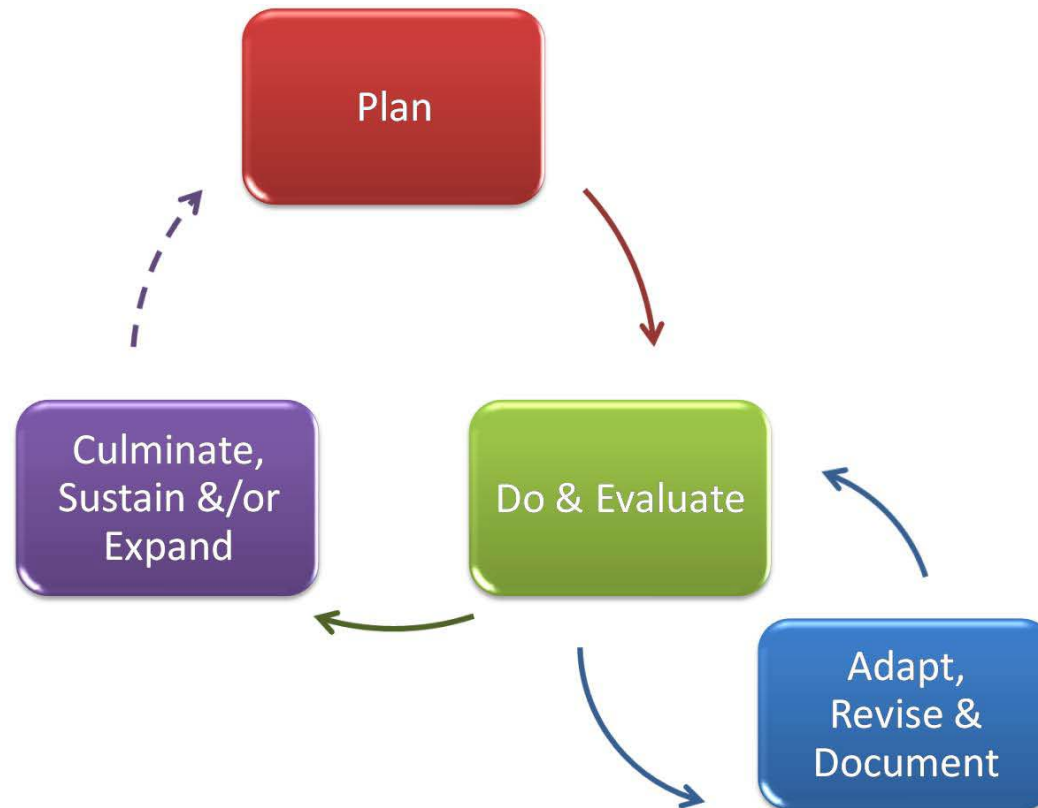 Plan
Culminate,
Sustain &/or
Expand
Do & Evaluate
Adapt,
Revise &
Document